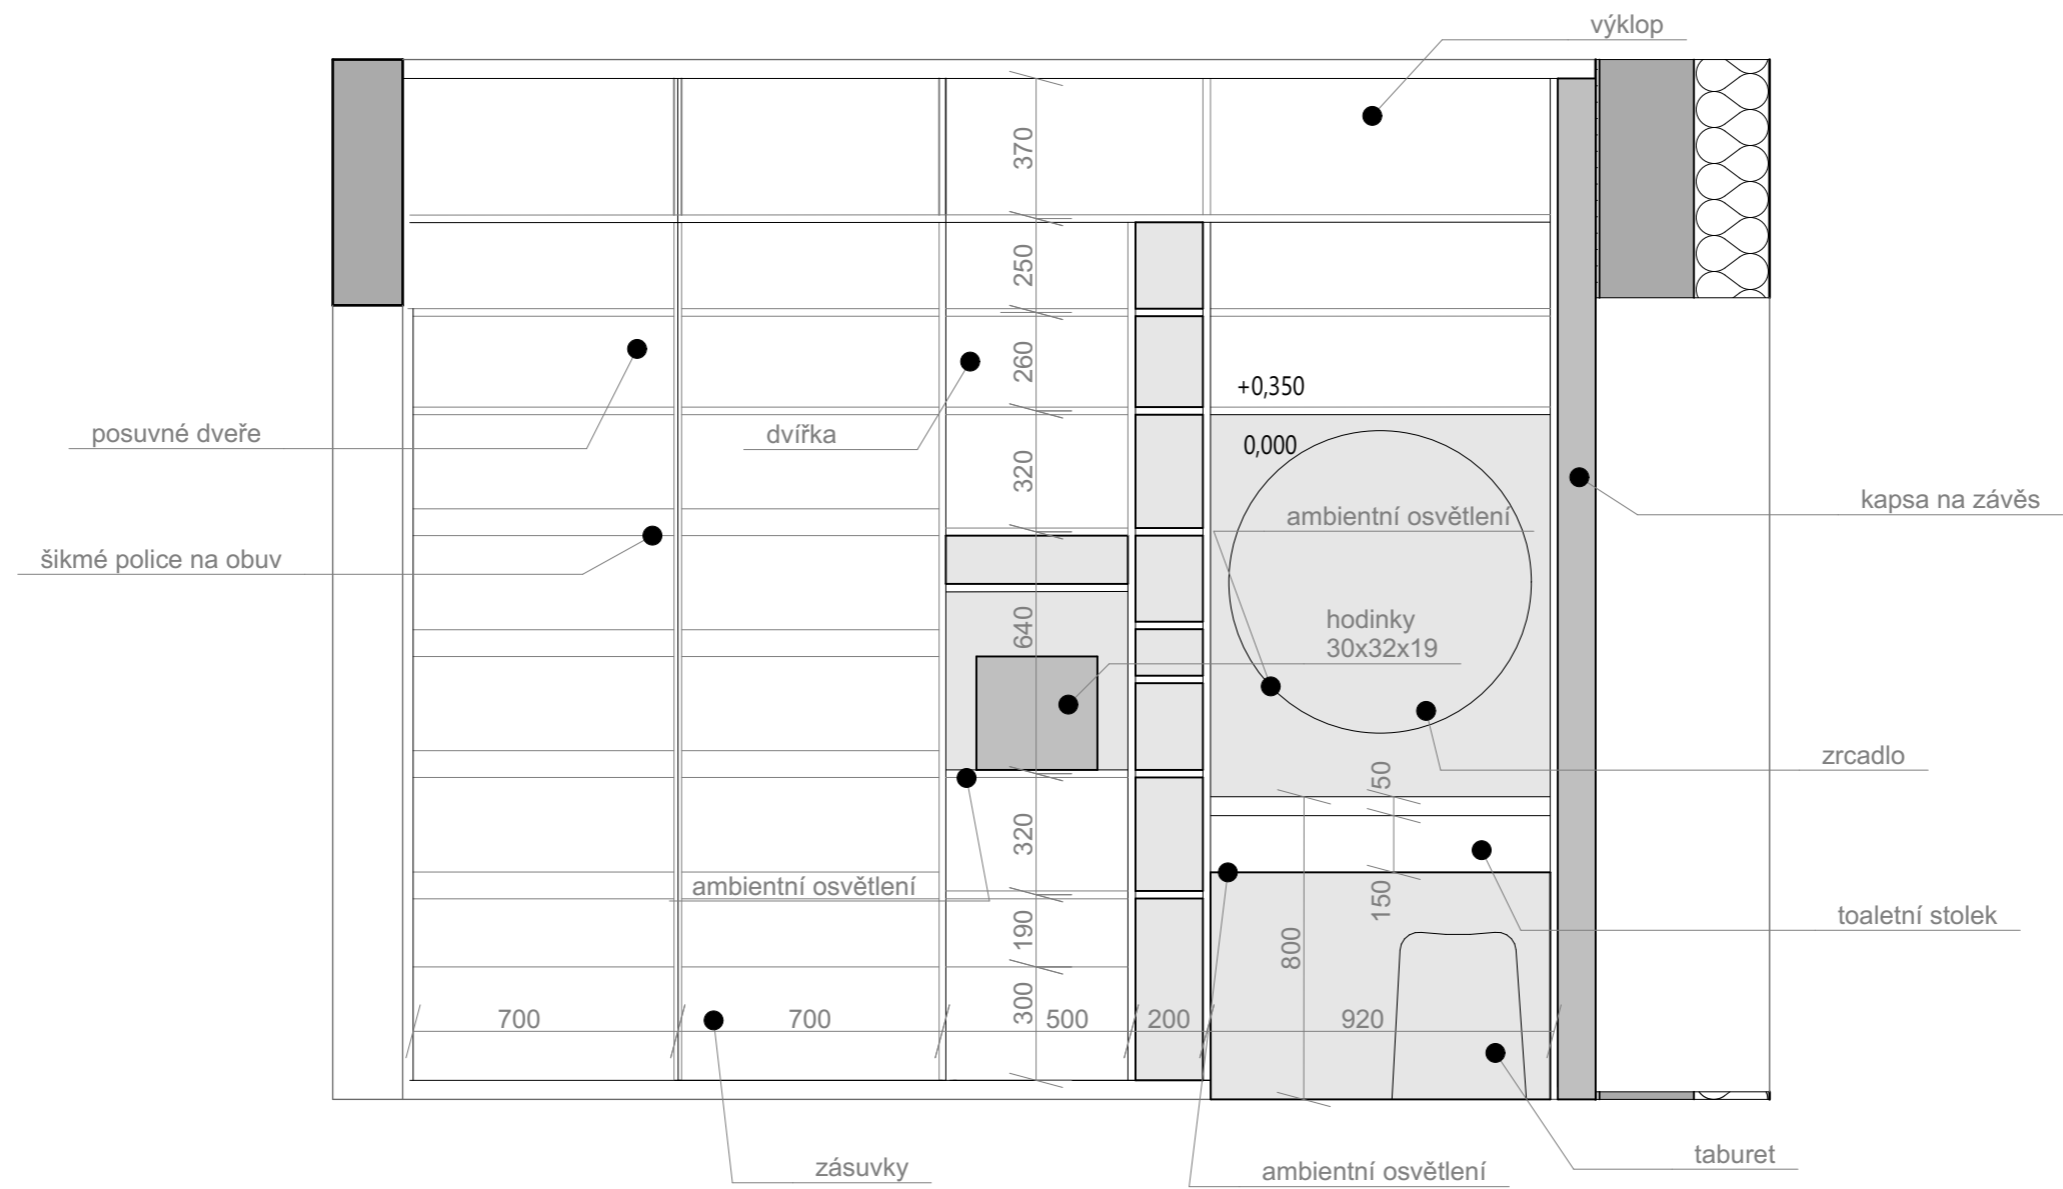 výklop
370
250
260
+0,350
posuvné dveře
dvířka
0,000
320
kapsa na závěs
ambientní osvětlení
šikmé police na obuv
640
hodinky
30x32x19
zrcadlo
50
320
ambientní osvětlení
150
toaletní stolek
190
800
300
700
700
500
200
920
zásuvky
ambientní osvětlení
taburet